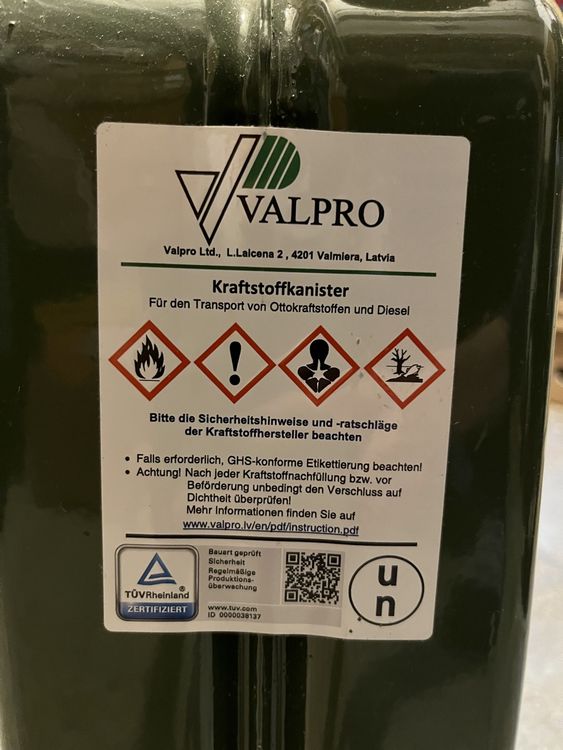 VALPRO
Valpro Ltd., L.Laicena 2 , 4201 Valmiera, Latvia
Kraftstoffkanister
Für den Transport von Ottokraftstoffen und Diesel
Bitte die Sicherheitshinweise und -ratschläge
der Kraftstoffhersteller beachten
• Falls erforderlich, GHS-konforme Etikettierung beachten!
• Achtung! Nach jeder Kraftstoffnachfüllung bzw. vor
Beförderung unbedingt den Verschluss auf
Dichtheit überprüfen!
Mehr Informationen finden Sie auf
www.valpro.lv/en/pdf/instruction.pdf
TÜVRheinland®
ZERTIFIZIERT
Bauart geprüft
Sicherheit
Regelmäßige
Produktions-
überwachung
www.tuv.com
ID 0000038137
u
n